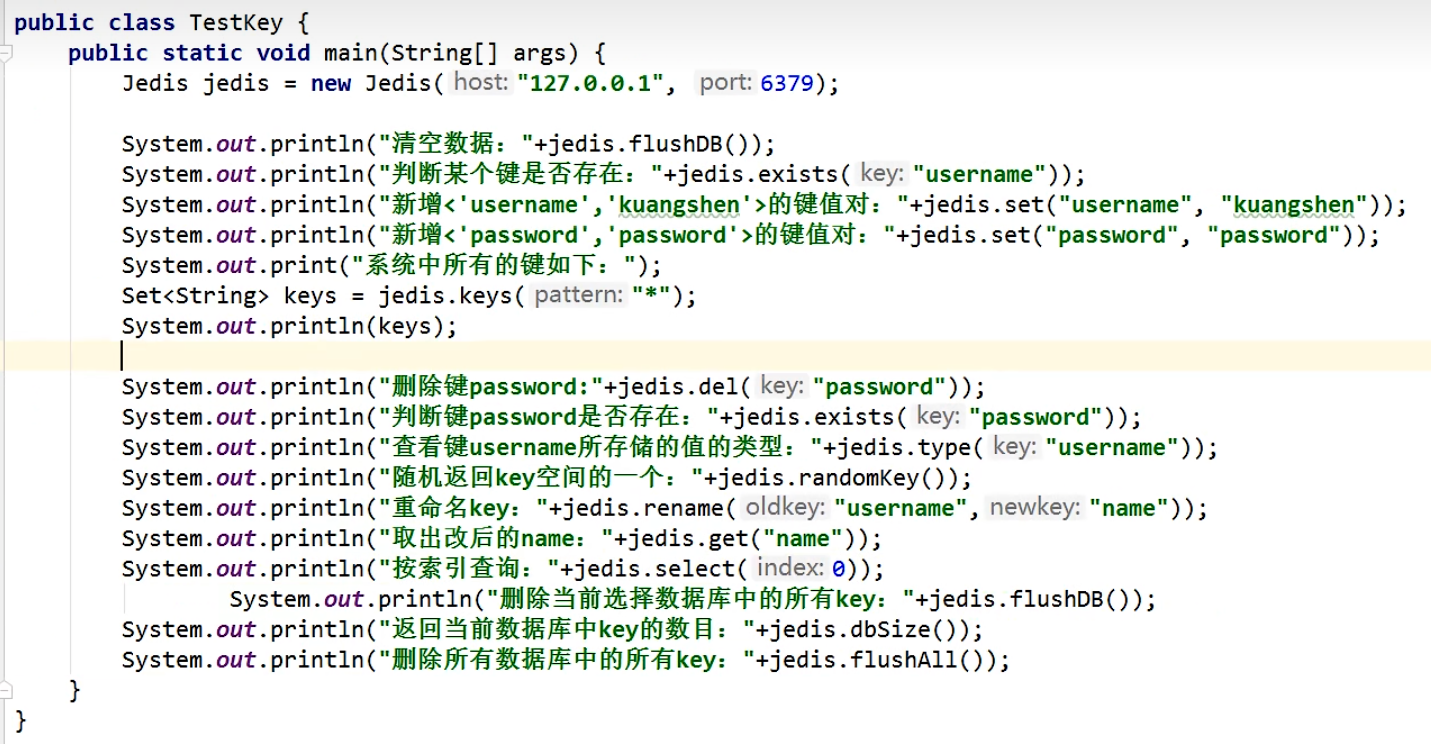 public class TestKey {
public static void main(String[] args) {
Jedis jedis = new Jedis( host: "127.0.0.1", port: 6379);
System.out.println("清空数据："+jedis.flushDB());
System.out.println("判断某个键是否存在："+jedis.exists( key: "username"));
System.out.println("新增<'username','kuangshen'>的键值对："+jedis.set("username", "kuangshen"));
System.out.println("新增<'password','password'>的键值对："+jedis.set("password", "password"));
System.out.print("系统中所有的键如下：");
Set<String> keys = jedis.keys( pattern: "*");
System.out.println(keys);
System.out.println("删除键password:"+jedis.del( key: "password"));
System.out.println("判断键password是否存在："+jedis.exists( key: "password"));
System.out.println("查看键username所存储的值的类型："+jedis.type( key: "username"));
System.out.println("随机返回key空间的一个："+jedis.randomKey());
System.out.println("重命名key："+jedis.rename( oldkey: "username", newkey: "name"));
System.out.println("取出改后的name："+jedis.get("name"));
System.out.println("按索引查询："+jedis.select( index: 0));
System.out.println("删除当前选择数据库中的所有key："+jedis.flushDB());
System.out.println("返回当前数据库中key的数目："+jedis.dbSize());
System.out.println("删除所有数据库中的所有key："+jedis.flushAll());
}
}